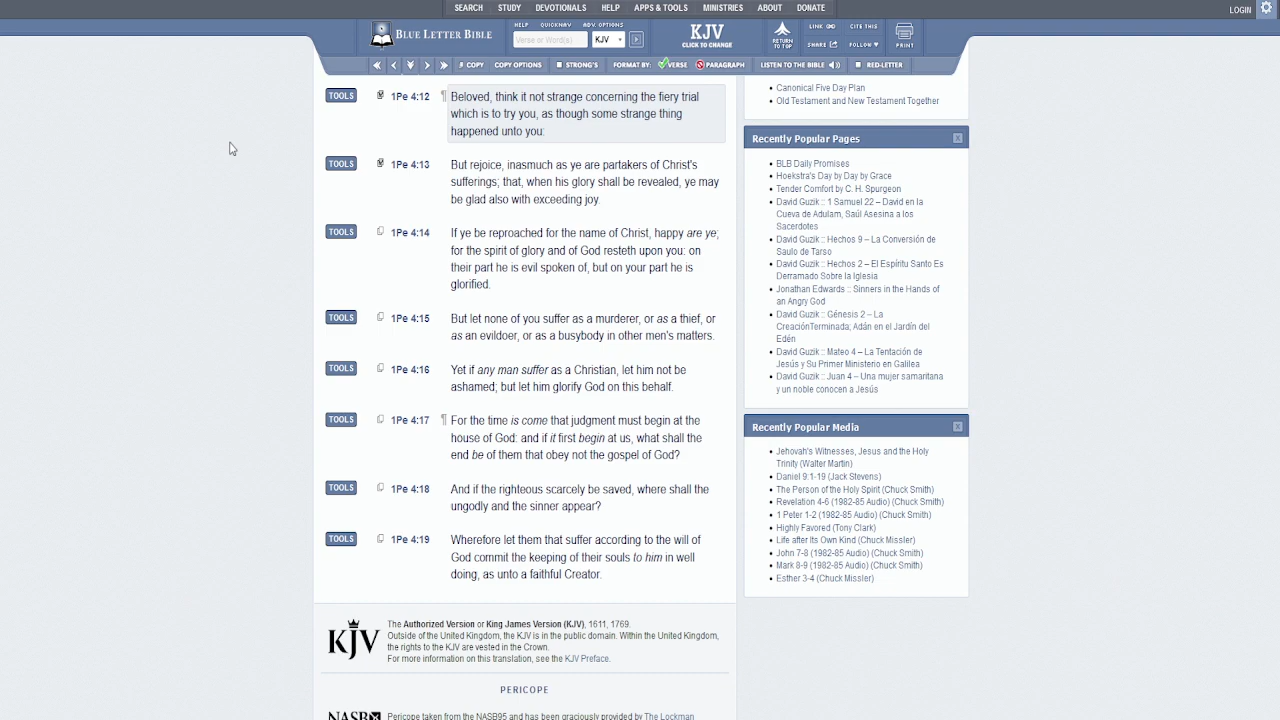 SEARCH STUDY DEVOTIONALS HELP APPS & TOOLS MINISTRIES ABOUT DONATE LOGIN
BLUE LETTER BIBLE
HELP QUICKNAV ADV. OPTIONS
Verse or Word(s) KJV
KJV
CLICK TO CHANGE
RETURN
TO TOP
LINK CITE THIS
SHARE FOLLOW
PRINT
COPY COPY OPTIONS STRONG'S FORMAT BY: VERSE PARAGRAPH LISTEN TO THE BIBLE RED-LETTER
TOOLS 1Pe 4:12 ¶ Beloved, think it not strange concerning the fiery trial
which is to try you, as though some strange thing
happened unto you:
TOOLS 1Pe 4:13 But rejoice, inasmuch as ye are partakers of Christ's
sufferings; that, when his glory shall be revealed, ye may
be glad also with exceeding joy.
TOOLS 1Pe 4:14 If ye be reproached for the name of Christ, happy are ye;
for the spirit of glory and of God resteth upon you: on
their part he is evil spoken of, but on your part he is
glorified.
TOOLS 1Pe 4:15 But let none of you suffer as a murderer, or as a thief, or
as an evildoer, or as a busybody in other men's matters.
TOOLS 1Pe 4:16 Yet if any man suffer as a Christian, let him not be
ashamed; but let him glorify God on this behalf.
TOOLS 1Pe 4:17 ¶ For the time is come that judgment must begin at the
house of God: and if it first begin at us, what shall the
end be of them that obey not the gospel of God?
TOOLS 1Pe 4:18 And if the righteous scarcely be saved, where shall the
ungodly and the sinner appear?
TOOLS 1Pe 4:19 Wherefore let them that suffer according to the will of
God commit the keeping of their souls to him in well
doing, as unto a faithful Creator.
KJV
The Authorized Version or King James Version (KJV), 1611, 1769.
Outside of the United Kingdom, the KJV is in the public domain. Within the United Kingdom,
the rights to the KJV are vested in the Crown.
For more information on this translation, see the KJV Preface.
PERICOPE
NASB Pericope taken from the NASB95 and has been graciously provided by The Lockman
Canonical Five Day Plan
Old Testament and New Testament Together
Recently Popular Pages
BLB Daily Promises
Hoekstra's Day by Day by Grace
Tender Comfort by C. H. Spurgeon
David Guzik :: 1 Samuel 22 – David en la
Cueva de Adulam, Saúl Asesina a los
Sacerdotes
David Guzik :: Hechos 9 – La Conversión de
Saulo de Tarso
David Guzik :: Hechos 2 – El Espíritu Santo Es
Derramado Sobre la Iglesia
Jonathan Edwards :: Sinners in the Hands of
an Angry God
David Guzik :: Génesis 2 – La
CreaciónTerminada; Adán en el Jardín del
Edén
David Guzik :: Mateo 4 – La Tentación de
Jesús y Su Primer Ministerio en Galilea
David Guzik :: Juan 4 – Una mujer samaritana
y un noble conocen a Jesús
Recently Popular Media
Jehovah's Witnesses, Jesus and the Holy
Trinity (Walter Martin)
Daniel 9:1-19 (Jack Stevens)
The Person of the Holy Spirit (Chuck Smith)
Revelation 4-6 (1982-85 Audio) (Chuck Smith)
1 Peter 1-2 (1982-85 Audio) (Chuck Smith)
Highly Favored (Tony Clark)
Life after Its Own Kind (Chuck Missler)
John 7-8 (1982-85 Audio) (Chuck Smith)
Mark 8-9 (1982-85 Audio) (Chuck Smith)
Esther 3-4 (Chuck Missler)